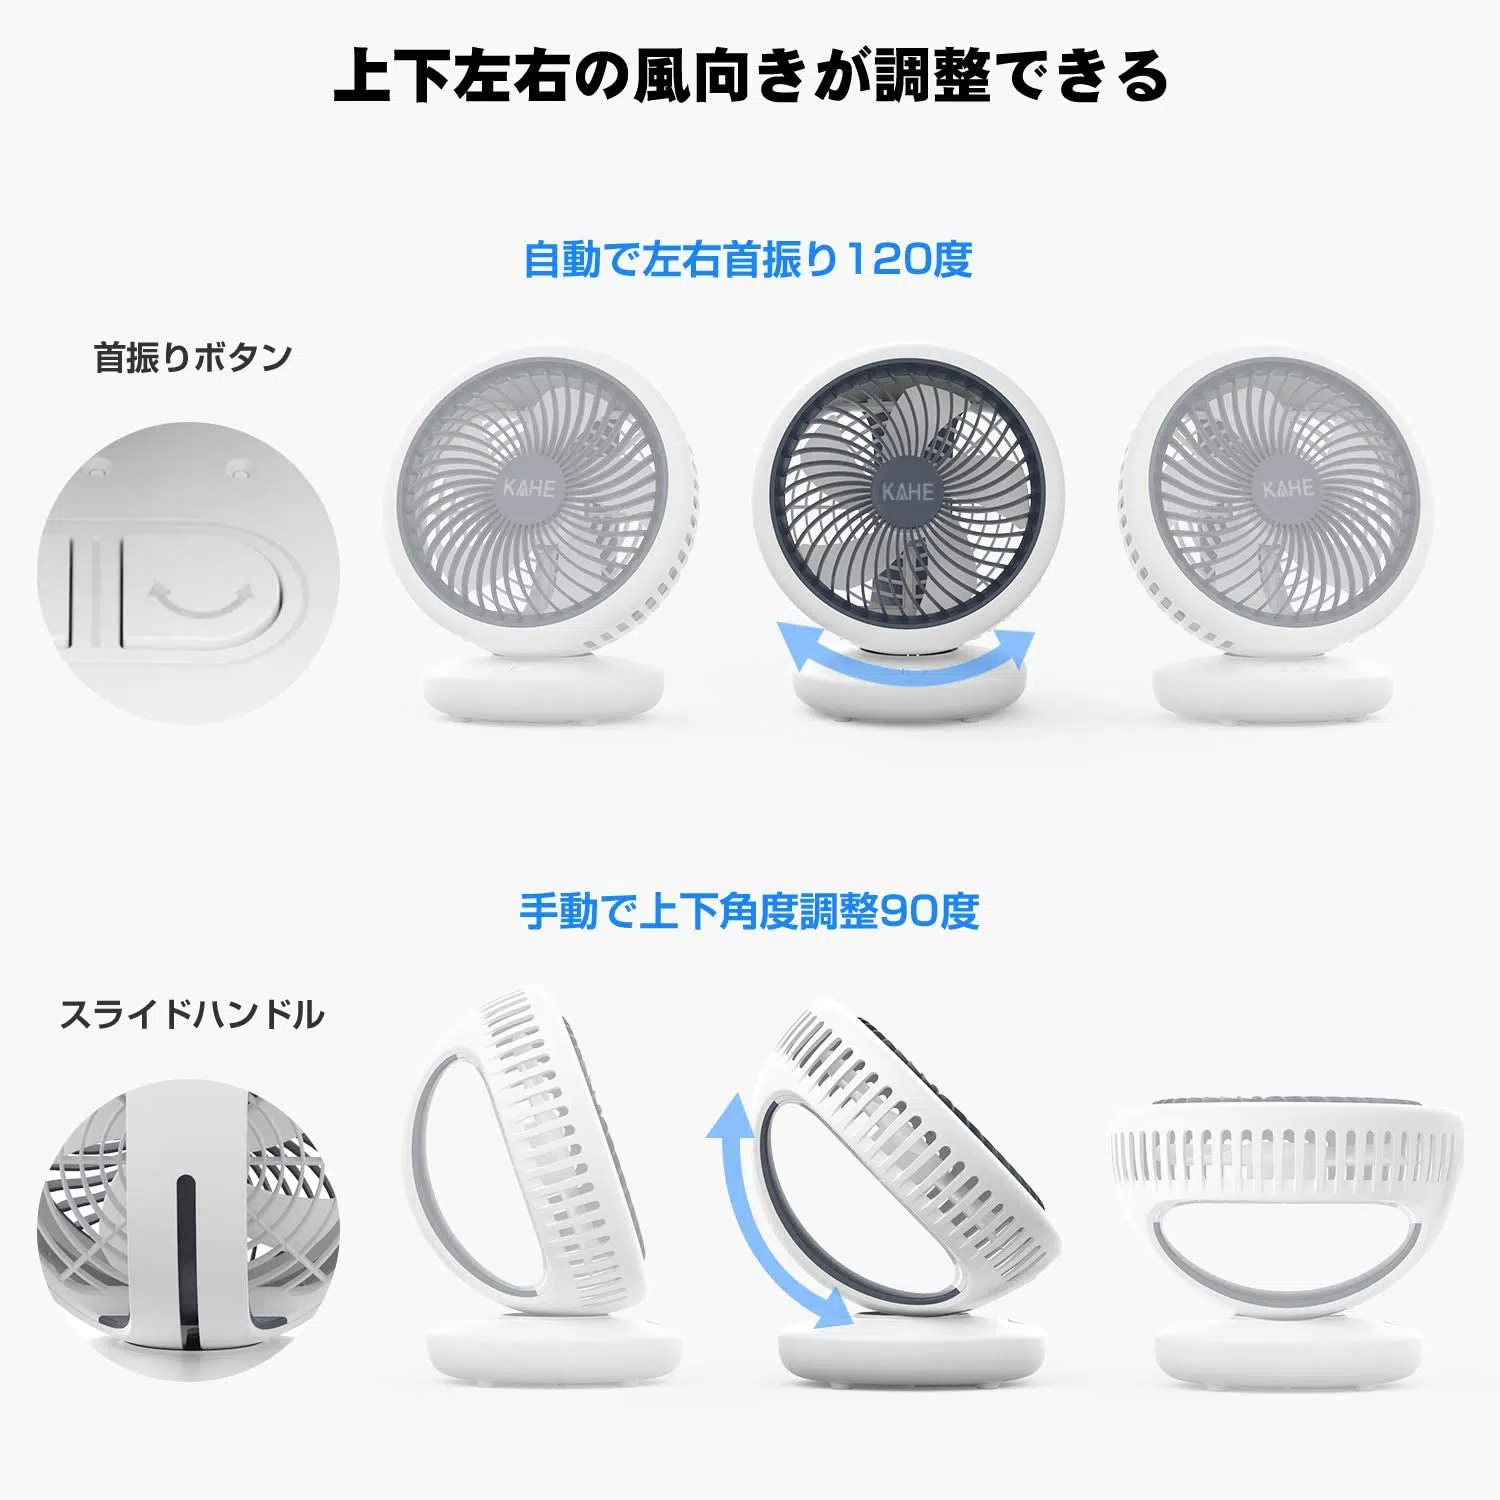 上下左右の風向きが調整できる
自動で左右首振り120度
首振りボタン
KAHE
KAHE
KAHE
手動で上下角度調整90度
スライドハンドル